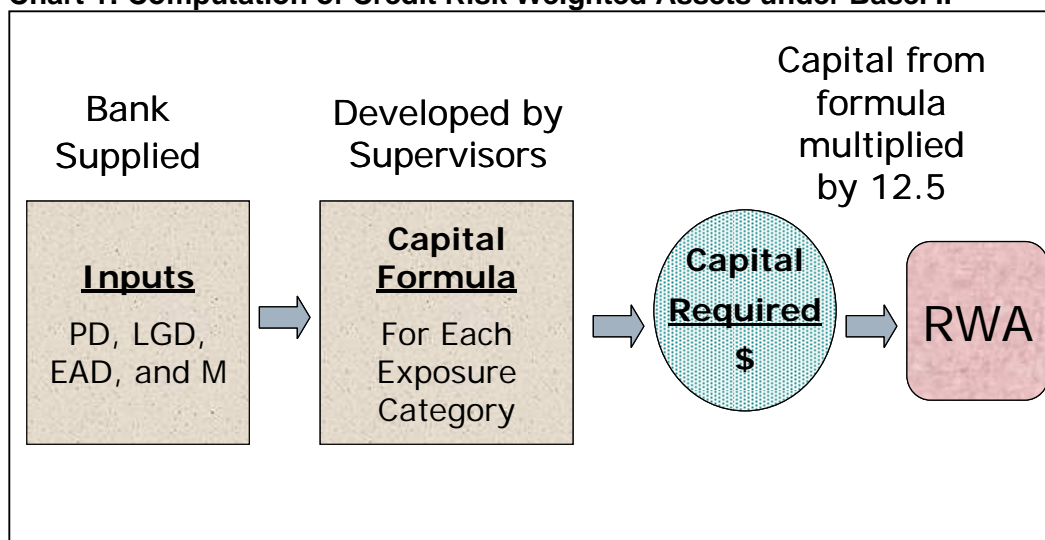 Chart 1: Computation of Credit Risk Weighted Assets under Basel II
Bank
Supplied
Inputs
PD, LGD,
EAD, and M
Developed by
Supervisors
Capital
Formula
For Each
Exposure
Category
Capital
Required
$
Capital from
formula
multiplied
by 12.5
RWA